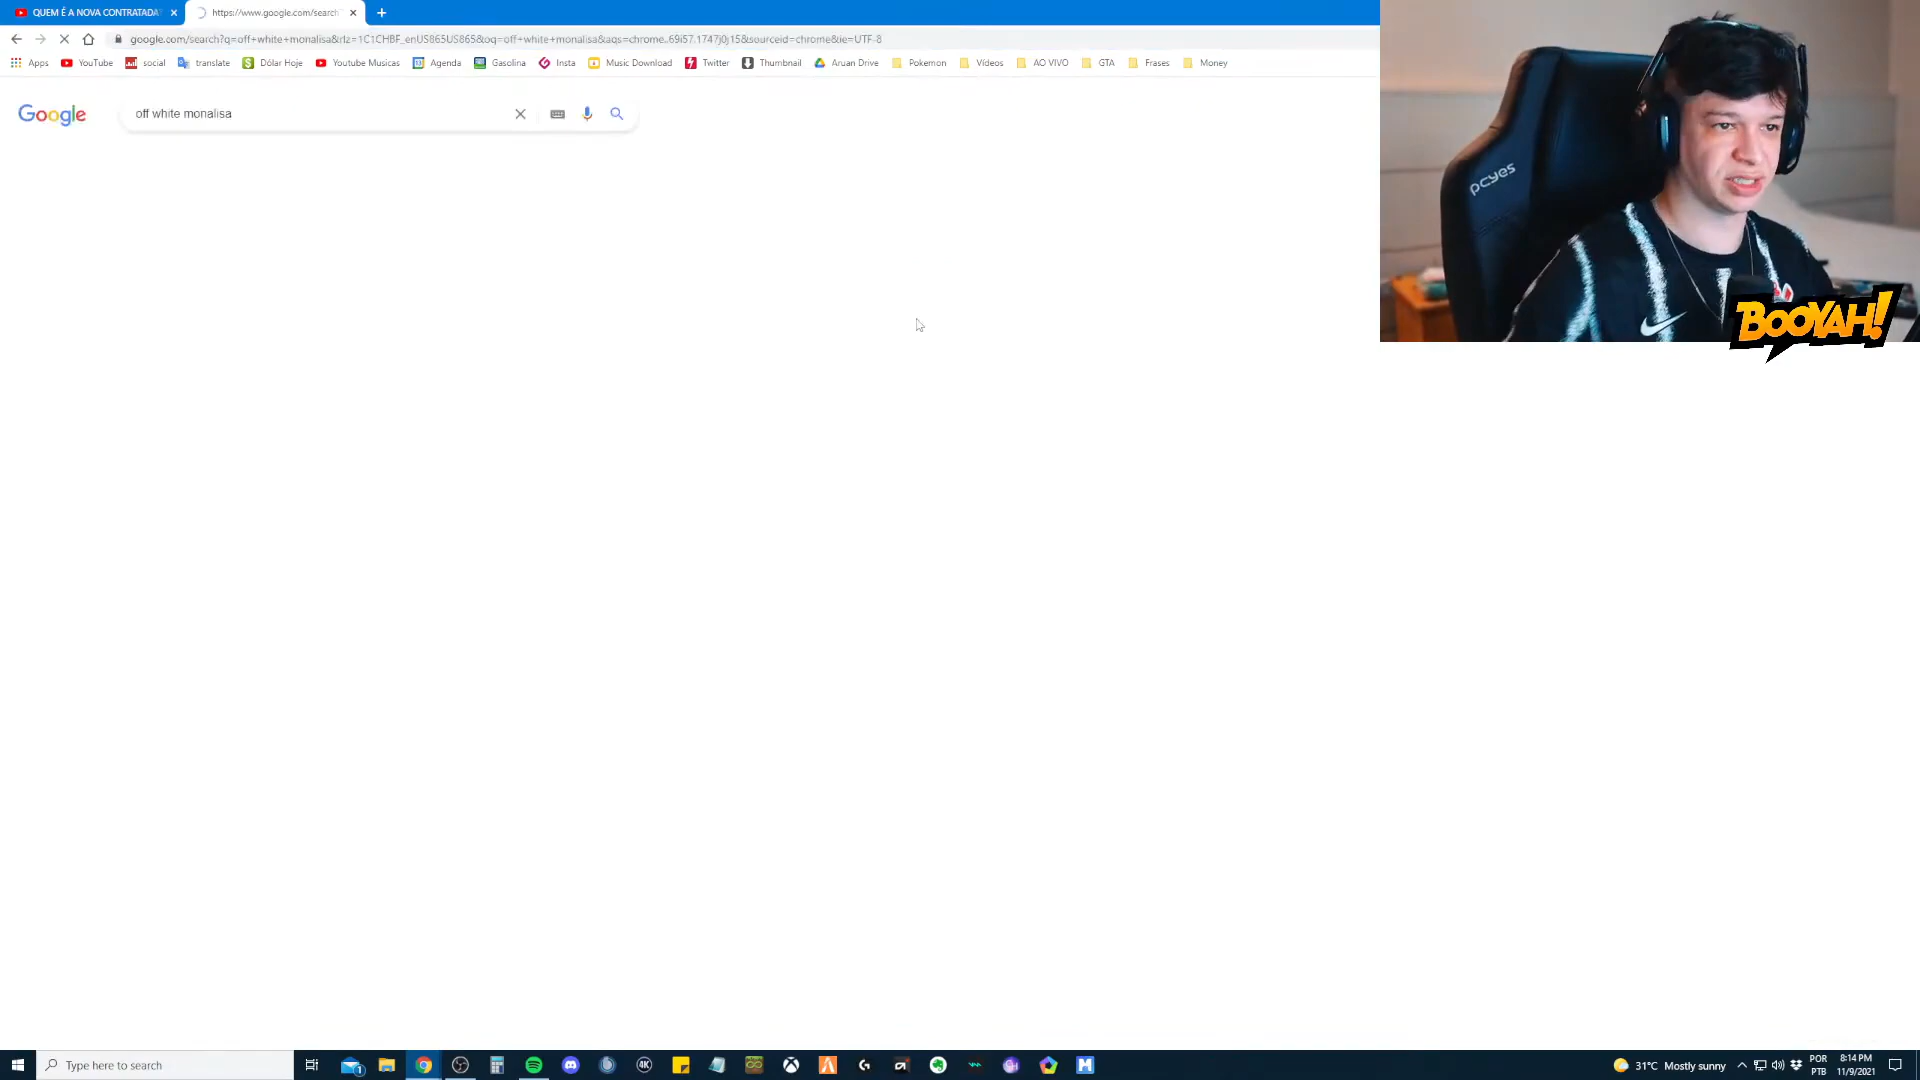 QUEM É A NOVA CONTRATADA
https://www.google.com/search
google.com/search?q=off+white+monalisa&rlz=1C1CHBF_enUS865US865&oq=off+white+monalisa&aqs=chrome..69i57.1747j0j15&sourceid=chrome&ie=UTF-8
Apps YouTube social translate Dólar Hoje Youtube Musicas Agenda Gasolina Insta Music Download Twitter Thumbnail Aruan Drive Pokemon Vídeos AO VIVO GTA Frases Money
Google off white monalisa
pcyes
BOOYAH!
Type here to search
1
4K
31°C Mostly sunny
POR
PTB
8:14 PM
11/9/2021